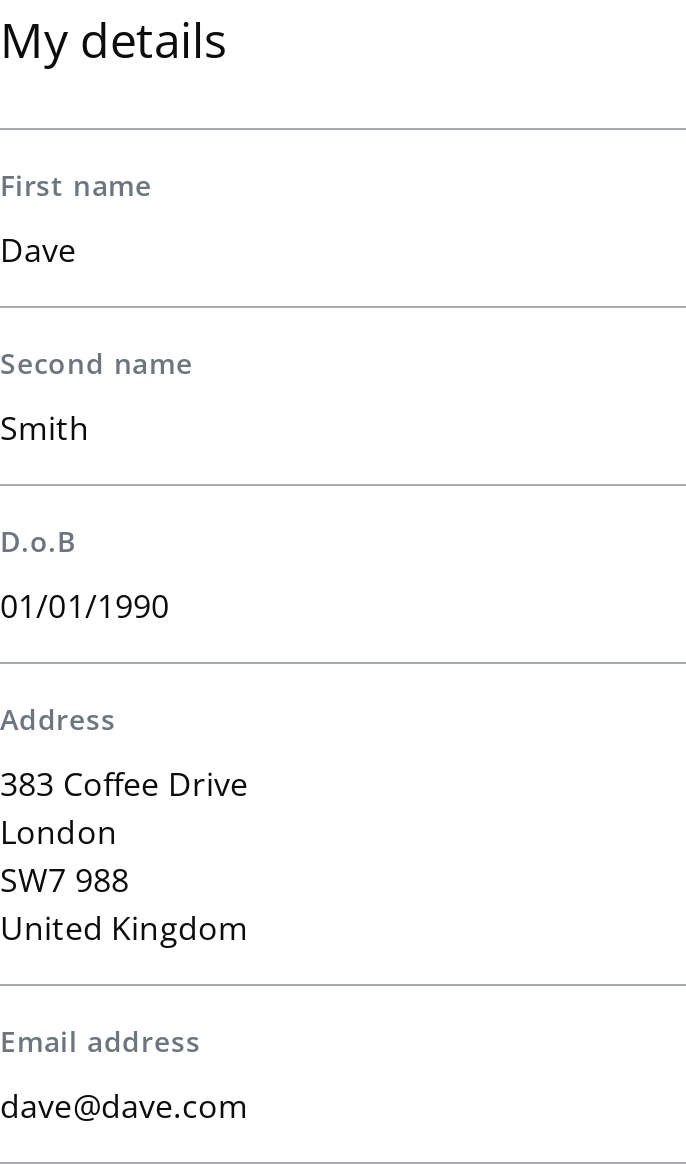 My details
First name
Dave
Second name
Smith
D.o.B
01/01/1990
Address
383 Coffee Drive
London
SW7 988
United Kingdom
Email address
dave@dave.com